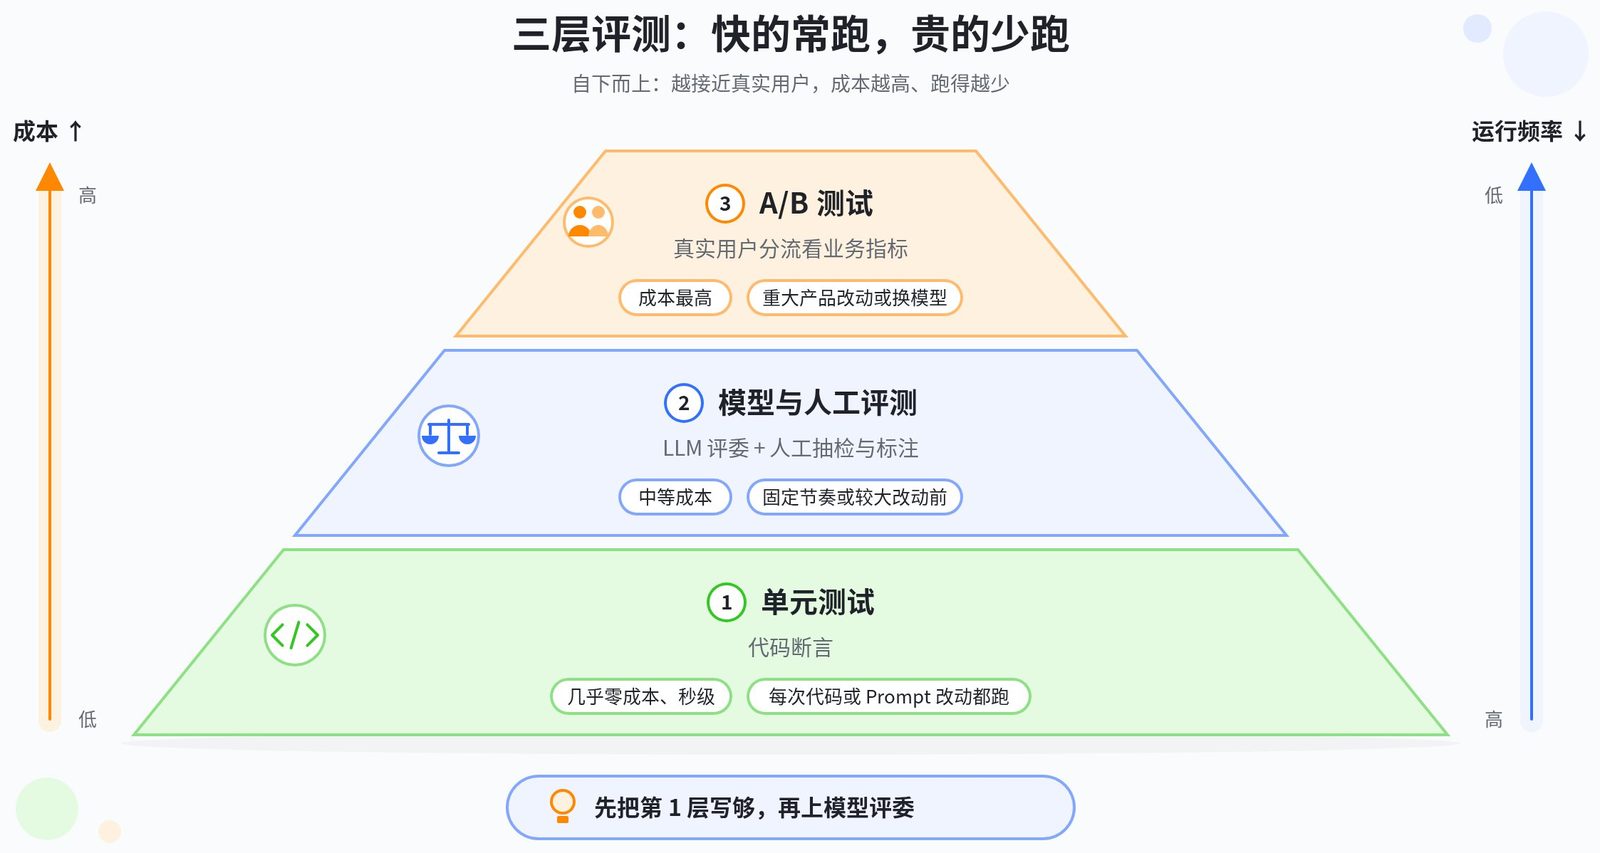 三层评测：快的常跑，贵的少跑
自下而上：越接近真实用户，成本越高、跑得越少
成本 ↑
运行频率 ↓
高
低
3 A/B 测试
真实用户分流看业务指标
成本最高
重大产品改动或换模型
2 模型与人工评测
LLM 评委 + 人工抽检与标注
中等成本
固定节奏或较大改动前
1 单元测试
代码断言
几乎零成本、秒级
每次代码或 Prompt 改动都跑
低
高
先把第 1 层写够，再上模型评委